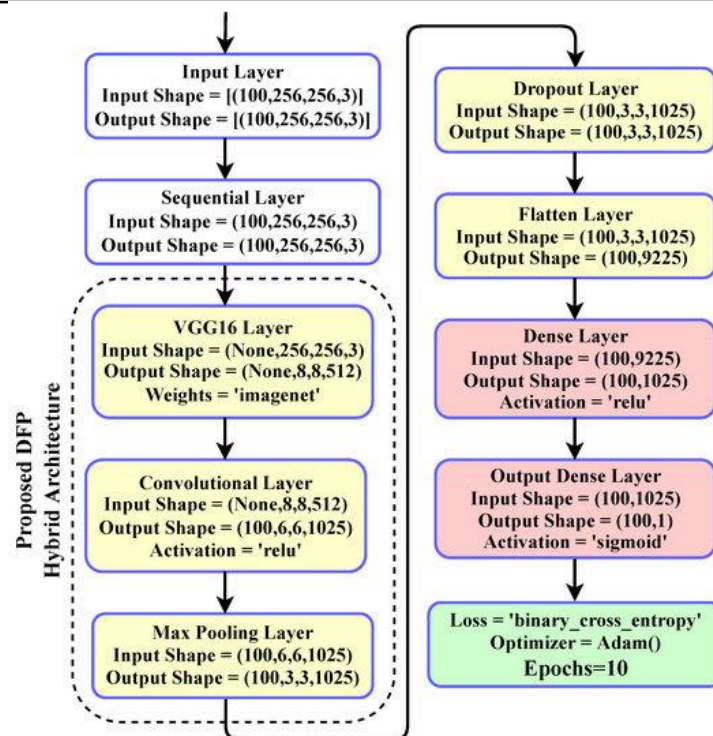 Input Layer
Input Shape = [(100,256,256,3)]
Output Shape = [(100,256,256,3)]
Sequential Layer
Input Shape = (100,256,256,3)
Output Shape = (100,256,256,3)
Proposed DFP
Hybrid Architecture
VGG16 Layer
Input Shape = (None,256,256,3)
Output Shape = (None,8,8,512)
Weights = 'imagenet'
Convolutional Layer
Input Shape = (None,8,8,512)
Output Shape = (100,6,6,1025)
Activation = 'relu'
Max Pooling Layer
Input Shape = (100,6,6,1025)
Output Shape = (100,3,3,1025)
Dropout Layer
Input Shape = (100,3,3,1025)
Output Shape = (100,3,3,1025)
Flatten Layer
Input Shape = (100,3,3,1025)
Output Shape = (100,9225)
Dense Layer
Input Shape = (100,9225)
Output Shape = (100,1025)
Activation = 'relu'
Output Dense Layer
Input Shape = (100,1025)
Output Shape = (100,1)
Activation = 'sigmoid'
Loss = 'binary_cross_entropy'
Optimizer = Adam()
Epochs=10